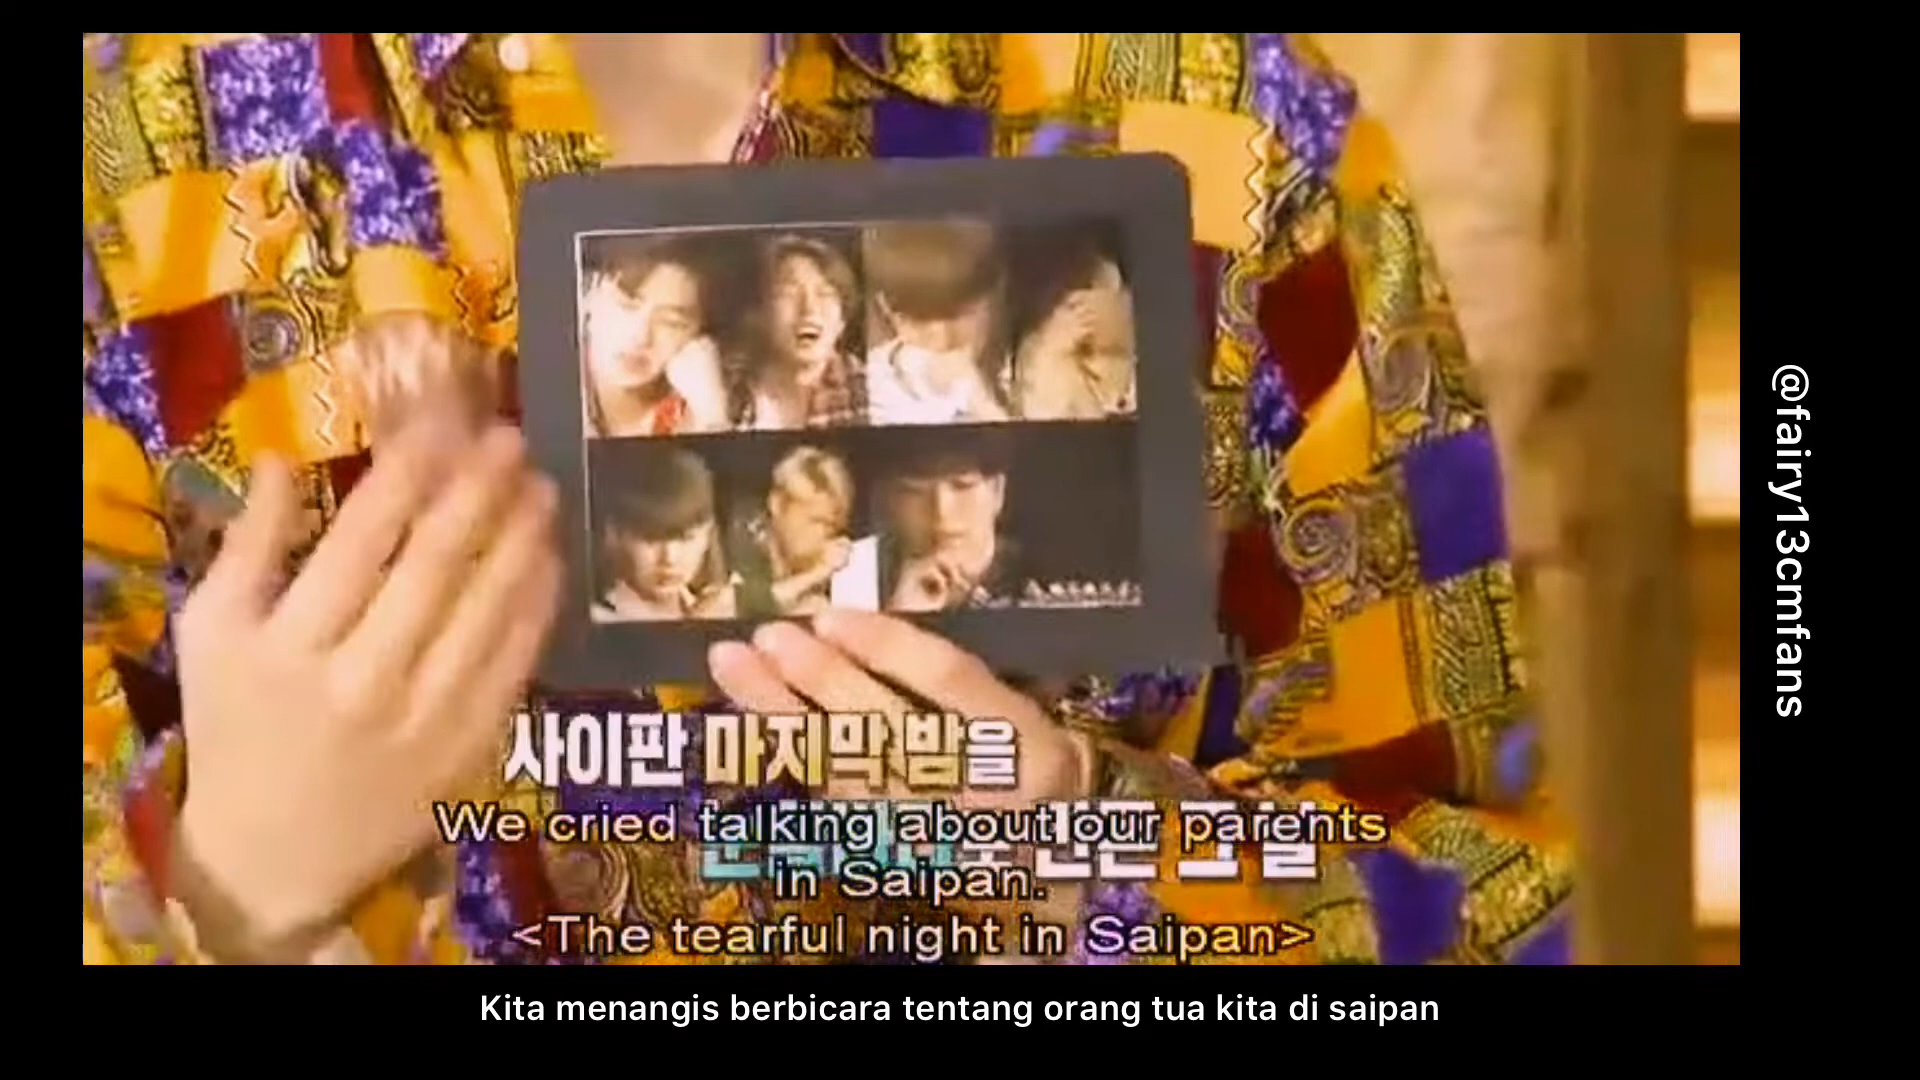 사이판 마지막 밤을
We cried talking about our parents
in Saipan.
<The tearful night in Saipan>
Kita menangis berbicara tentang orang tua kita di saipan
@fairy13cmfans